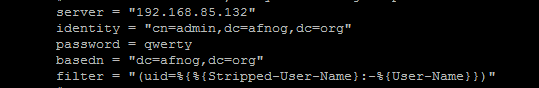 server = "192.168.85.132"
identity = "cn=admin,dc=afnog,dc=org"
password = qwerty
basedn = "dc=afnog,dc=org"
filter = "(uid=%{%{Stripped-User-Name}:-%{User-Name}})"